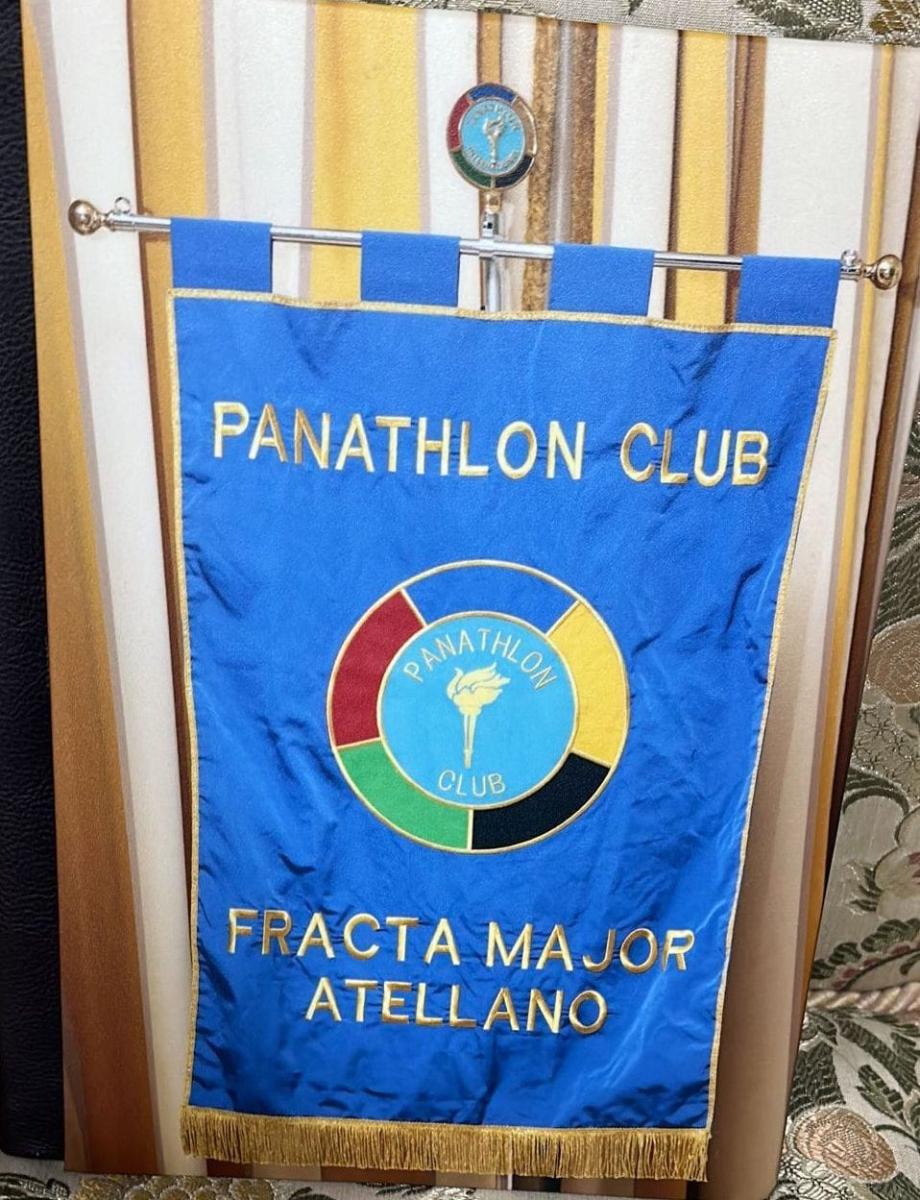 PANATHLON CLUB
PANATHLON
CLUB
FRACTA MAJOR
ATELLANO